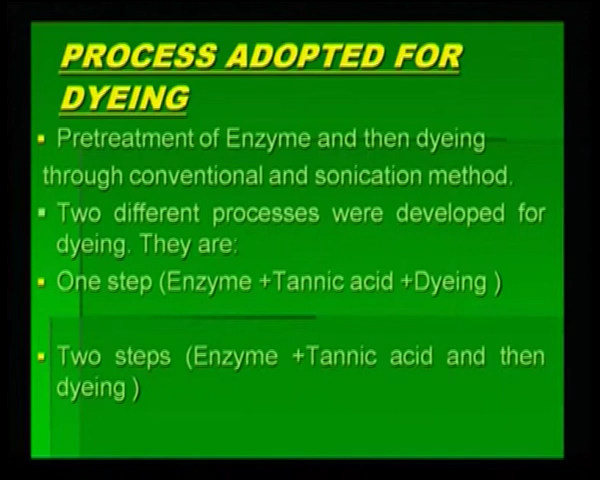 PROCESS ADOPTED FOR
DYEING
▪ Pretreatment of Enzyme and then dyeing
through conventional and sonication method.
▪ Two different processes were developed for
dyeing. They are:
▪ One step (Enzyme +Tannic acid +Dyeing )
▪ Two steps (Enzyme +Tannic acid and then
dyeing )